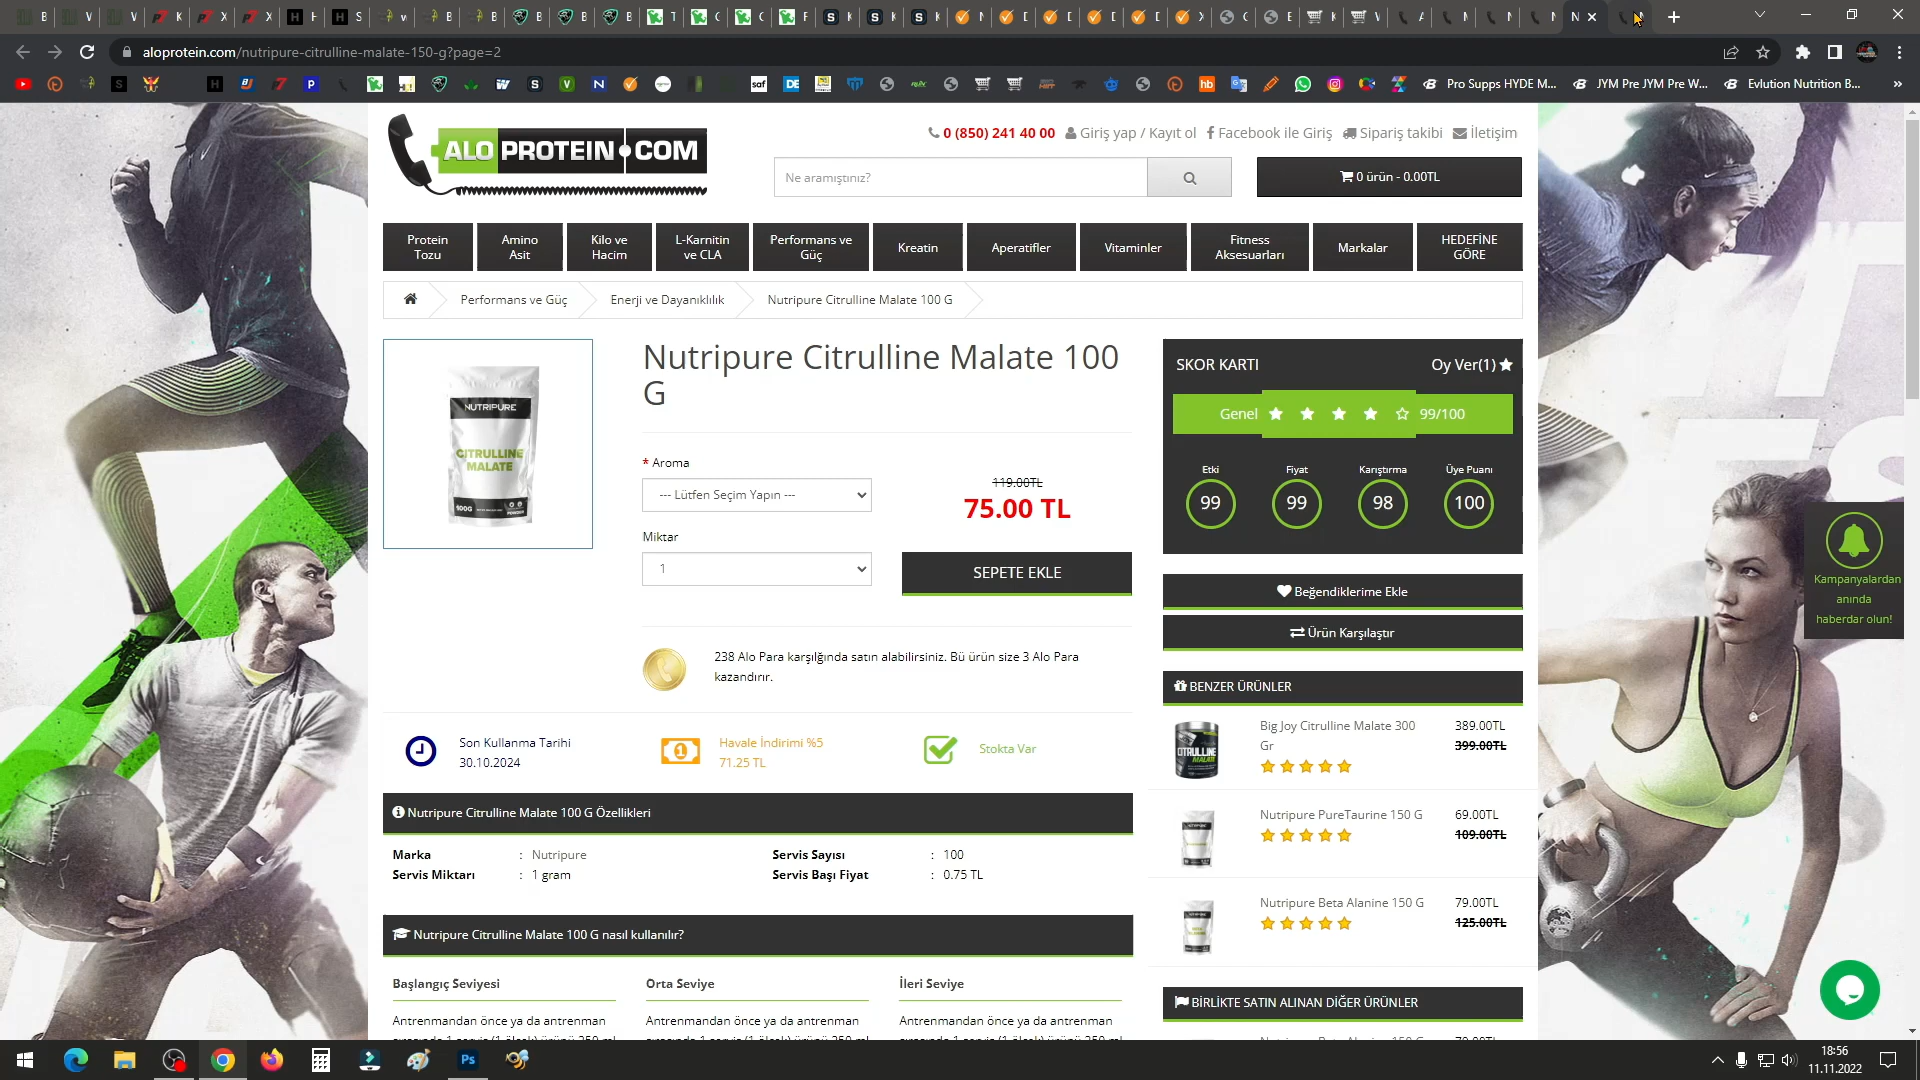 aloprotein.com/nutripure-citrulline-malate-150-g?page=2
Pro Supps HYDE M...
JYM Pre JYM Pre W...
Evlution Nutrition B...
ALO PROTEIN.COM
0 (850) 241 40 00
Giriş yap / Kayıt ol
Facebook ile Giriş
Sipariş takibi
İletişim
Ne aramıştınız?
0 ürün - 0.00TL
Protein Tozu
Amino Asit
Kilo ve Hacim
L-Karnitin ve CLA
Performans ve Güç
Kreatin
Aperatifler
Vitaminler
Fitness Aksesuarları
Markalar
HEDEFİNE GÖRE
Performans ve Güç
Enerji ve Dayanıklılık
Nutripure Citrulline Malate 100 G
NUTRIPURE
CITRULLINE
MALATE
100G
Nutripure Citrulline Malate 100
G
* Aroma
--- Lütfen Seçim Yapın ---
119.00TL
75.00 TL
Miktar
1
SEPETE EKLE
238 Alo Para karşılğında satın alabilirsiniz. Bü ürün size 3 Alo Para
kazandırır.
Son Kullanma Tarihi
30.10.2024
Havale İndirimi %5
71.25 TL
Stokta Var
Nutripure Citrulline Malate 100 G Özellikleri
Marka : Nutripure
Servis Sayısı : 100
Servis Miktarı : 1 gram
Servis Başı Fiyat : 0.75 TL
Nutripure Citrulline Malate 100 G nasıl kullanılır?
Başlangıç Seviyesi
Orta Seviye
İleri Seviye
Antrenmandan önce ya da antrenman
Antrenmandan önce ya da antrenman
Antrenmandan önce ya da antrenman
SKOR KARTI
Oy Ver(1)
Genel
99/100
Etki
Fiyat
Karıştırma
Üye Puanı
99
99
98
100
Beğendiklerime Ekle
Ürün Karşılaştır
BENZER ÜRÜNLER
Big Joy Citrulline Malate 300
Gr
389.00TL
399.00TL
Nutripure PureTaurine 150 G
69.00TL
109.00TL
Nutripure Beta Alanine 150 G
79.00TL
125.00TL
BİRLİKTE SATIN ALINAN DİĞER ÜRÜNLER
Kampanyalardan
anında
haberdar olun!
18:56
11.11.2022